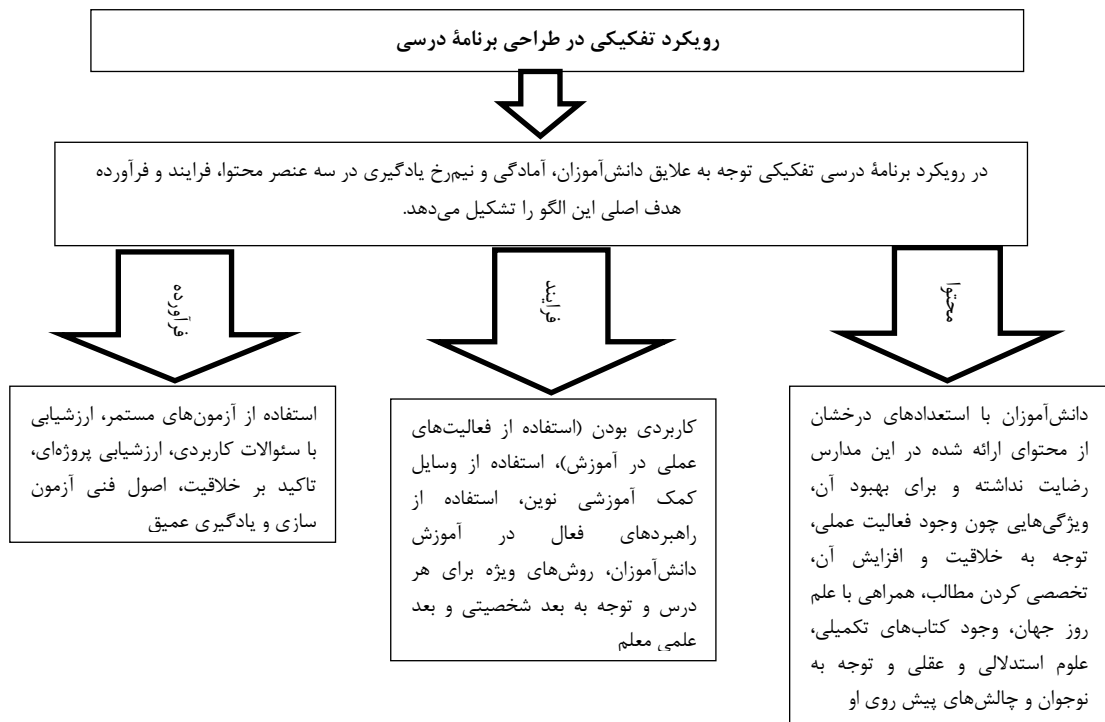 رویکرد تفکیکی در طراحی برنامهٔ درسی
در رویکرد برنامهٔ درسی تفکیکی توجه به علایق دانش‌آموزان، آمادگی و نیم‌رخ یادگیری در سه عنصر محتوا، فرایند و فرآورده
هدف اصلی این الگو را تشکیل می‌دهد.
محتوا
فرایند
فرآورده
دانش‌آموزان با استعدادهای درخشان
از محتوای ارائه شده در این مدارس
رضایت نداشته و برای بهبود آن،
ویژگی‌هایی چون وجود فعالیت عملی،
توجه به خلاقیت و افزایش آن،
تخصصی کردن مطالب، همراهی با علم
روز جهان، وجود کتاب‌های تکمیلی،
علوم استدلالی و عقلی و توجه به
نوجوان و چالش‌های پیش روی او
کاربردی بودن (استفاده از فعالیت‌های
عملی در آموزش)، استفاده از وسایل
کمک آموزشی نوین، استفاده از
راهبردهای فعال در آموزش
دانش‌آموزان، روش‌های ویژه برای هر
درس و توجه به بعد شخصیتی و بعد
علمی معلم
استفاده از آزمون‌های مستمر، ارزشیابی
با سئوالات کاربردی، ارزشیابی پروژه‌ای،
تاکید بر خلاقیت، اصول فنی آزمون
سازی و یادگیری عمیق